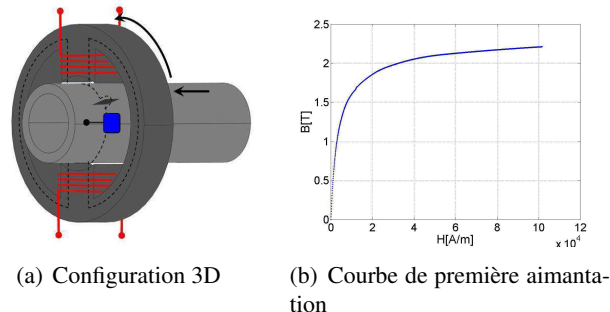 2.5
2
1.5
1
0.5
0
B[T]
0 2 4 6 8 10 12
H[A/m]
x 10^4
(a) Configuration 3D
(b) Courbe de première aimanta-
tion